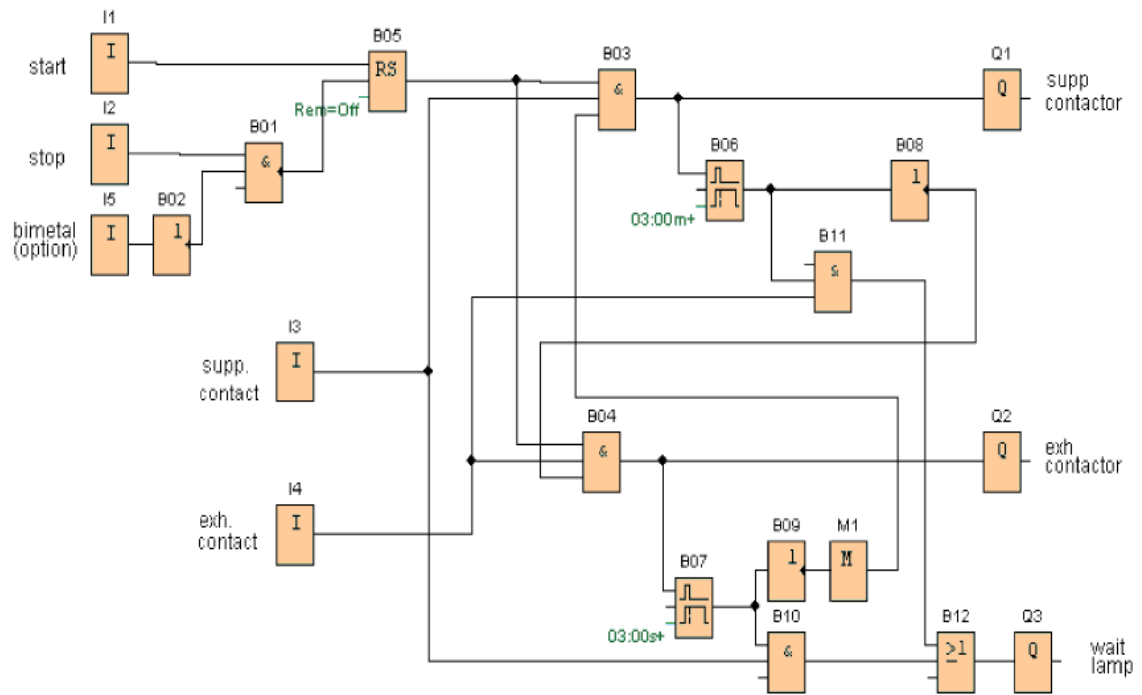 I1
I
start
B05
RS
Rem=Off
B03
&
Q1
Q
supp
contactor
I2
I
stop
B01
&
B06
03:00m+
B08
1
I5
I
bimetal
(option)
B02
1
B11
&
I3
I
supp.
contact
B04
&
Q2
Q
exh
contactor
I4
I
exh.
contact
B09
1
M1
M
B07
03:00s+
B10
&
B12
>1
Q3
Q
wait
lamp